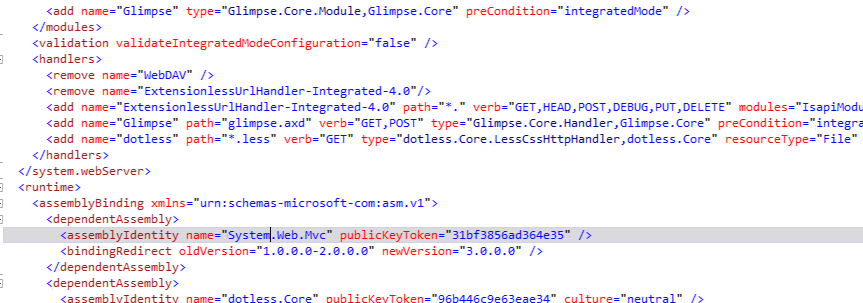 <add name="Glimpse" type="Glimpse.Core.Module,Glimpse.Core" preCondition="integratedMode" />
</modules>
<validation validateIntegratedModeConfiguration="false" />
<handlers>
<remove name="WebDAV" />
<remove name="ExtensionlessUrlHandler-Integrated-4.0"/>
<add name="ExtensionlessUrlHandler-Integrated-4.0" path="*." verb="GET,HEAD,POST,DEBUG,PUT,DELETE" modules="IsapiModu
<add name="Glimpse" path="glimpse.axd" verb="GET,POST" type="Glimpse.Core.Handler,Glimpse.Core" preCondition="integra
<add name="dotless" path="*.less" verb="GET" type="dotless.Core.LessCssHttpHandler,dotless.Core" resourceType="File"
</handlers>
</system.webServer>
<runtime>
<assemblyBinding xmlns="urn:schemas-microsoft-com:asm.v1">
<dependentAssembly>
<assemblyIdentity name="System.Web.Mvc" publicKeyToken="31bf3856ad364e35" />
<bindingRedirect oldVersion="1.0.0.0-2.0.0.0" newVersion="3.0.0.0" />
</dependentAssembly>
<dependentAssembly>
<assemblyIdentity name="dotless.Core" publicKeyToken="96b446c9e63eae34" culture="neutral" />